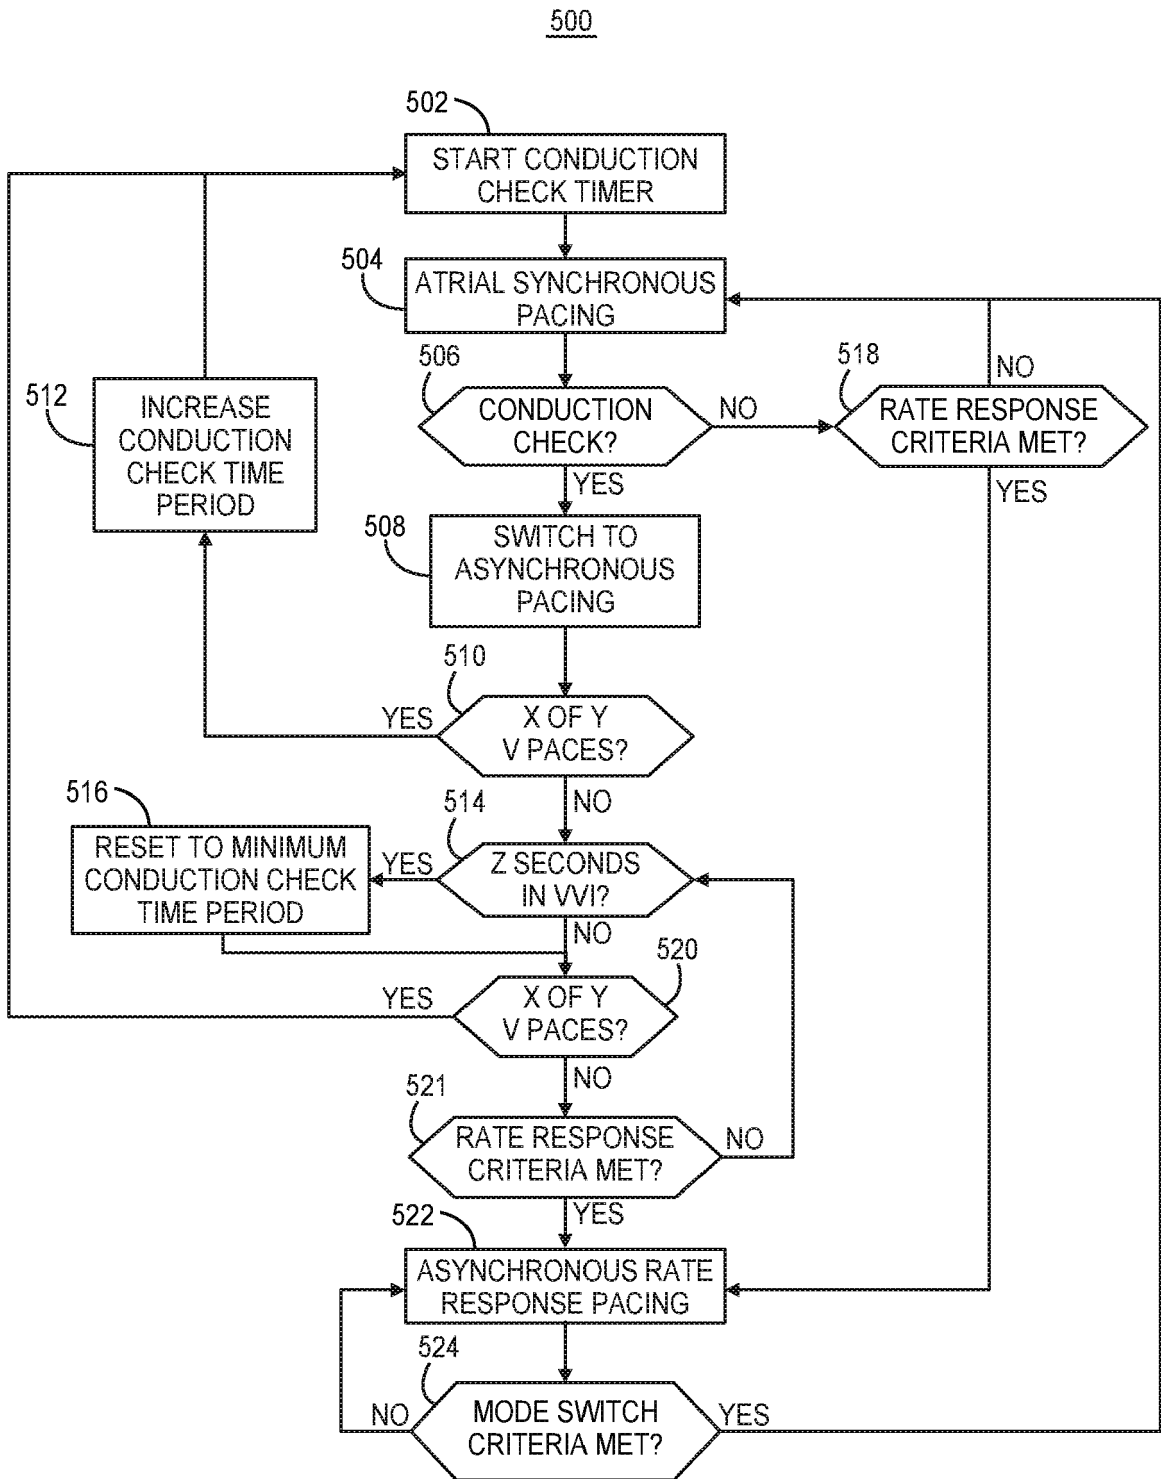 500
502
START CONDUCTION
CHECK TIMER
504
ATRIAL SYNCHRONOUS
PACING
506
CONDUCTION
CHECK?
NO
518
NO
RATE RESPONSE
CRITERIA MET?
YES
YES
512
INCREASE
CONDUCTION
CHECK TIME
PERIOD
508
SWITCH TO
ASYNCHRONOUS
PACING
510
YES
X OF Y
V PACES?
NO
516
RESET TO MINIMUM
CONDUCTION CHECK
TIME PERIOD
514
YES
Z SECONDS
IN VVI?
NO
520
YES
X OF Y
V PACES?
NO
521
RATE RESPONSE
CRITERIA MET?
NO
YES
522
ASYNCHRONOUS RATE
RESPONSE PACING
524
NO
MODE SWITCH
CRITERIA MET?
YES